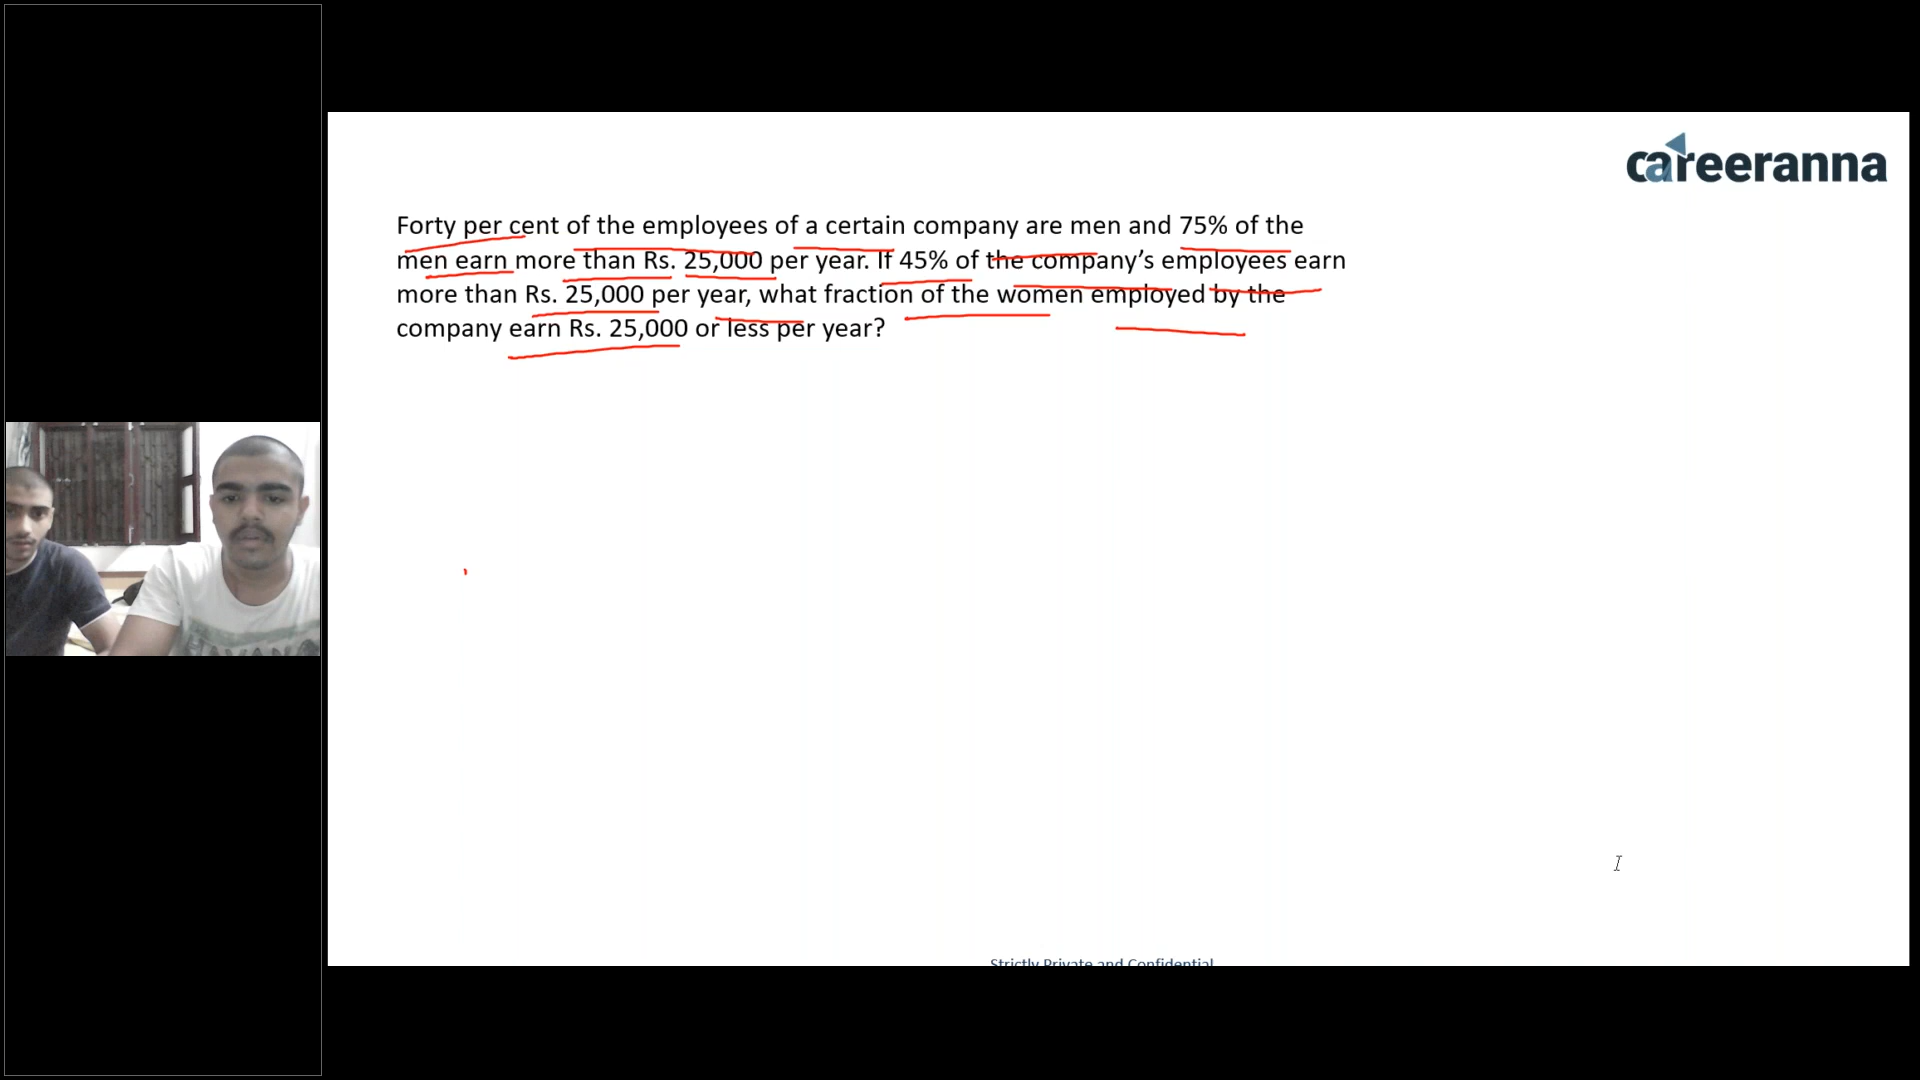 careeranna
Forty per cent of the employees of a certain company are men and 75% of the
men earn more than Rs. 25,000 per year. If 45% of the company’s employees earn
more than Rs. 25,000 per year, what fraction of the women employed by the
company earn Rs. 25,000 or less per year?
Strictly Private and Confidential